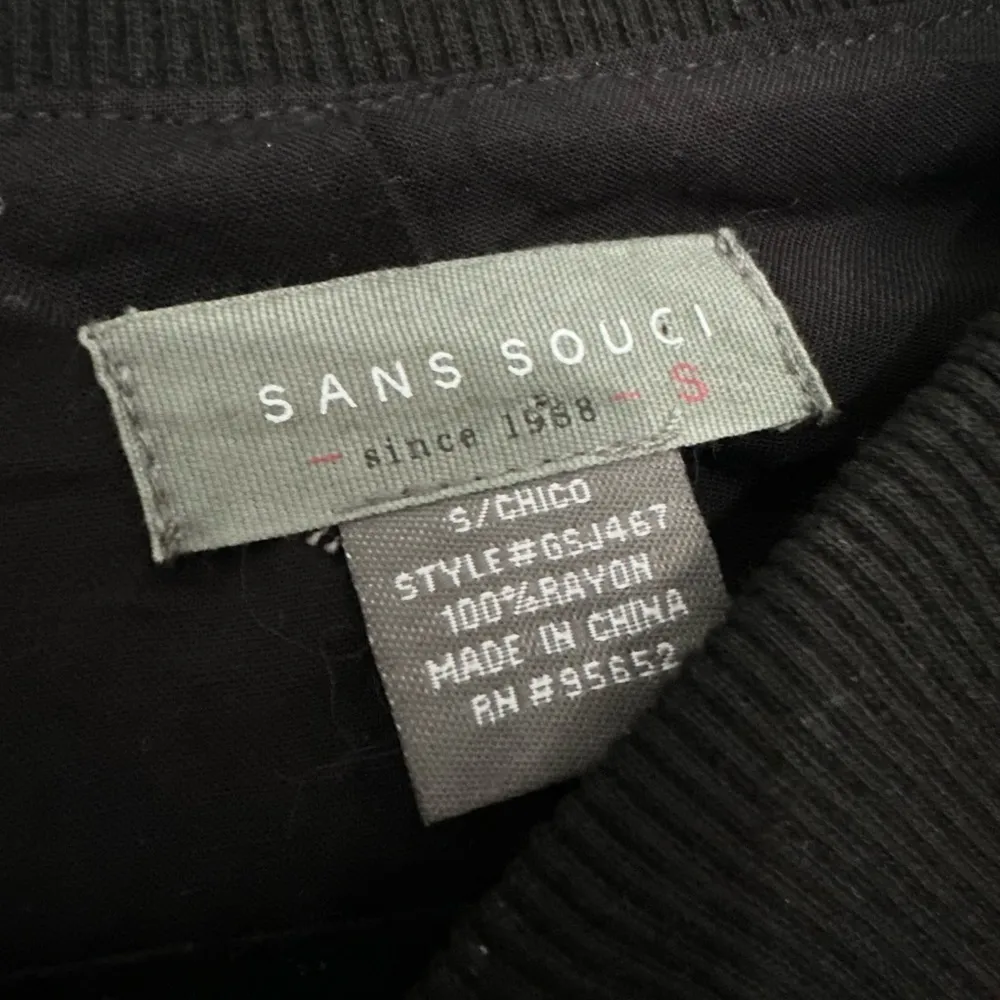 SANS SOUCI
— since 1988 — S
S/CHICO
STYLE#GSJ467
100%RAYON
MADE IN CHINA
RN#95652